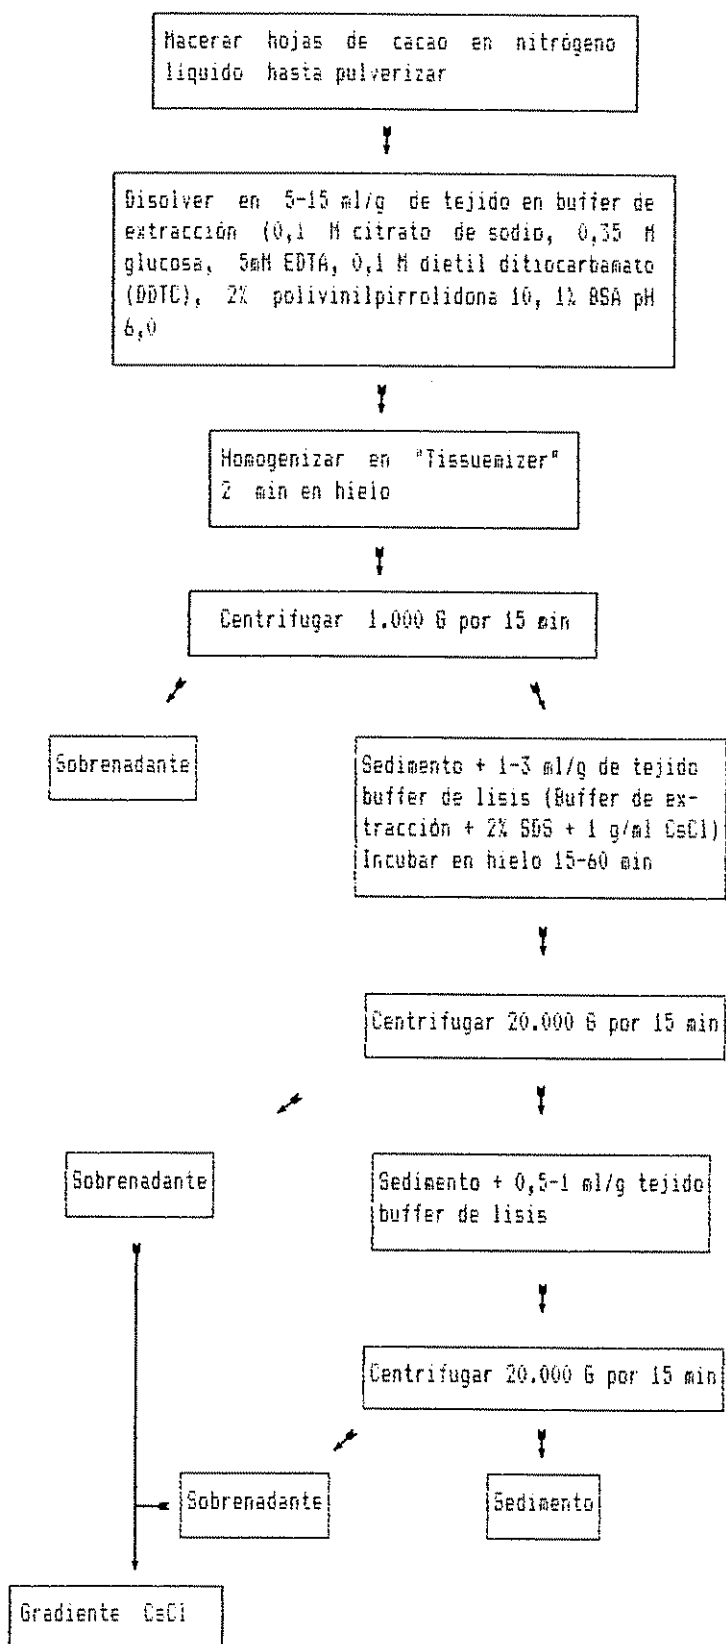 Macerar hojas de cacao en nitrógeno
líquido hasta pulverizar
Disolver en 5-15 ml/g de tejido en buffer de
extracción (0,1 M citrato de sodio, 0,35 M
glucosa, 5mM EDTA, 0,1 M dietil ditiocarbamato
(DDTC), 2% polivinilpirrolidona 10, 1% BSA pH
6,0
Homogenizar en "Tissuemizer"
2 min en hielo
Centrifugar 1.000 G por 15 min
Sobrenadante
Sedimento + 1-3 ml/g de tejido
buffer de lisis (Buffer de ex-
tracción + 2% SDS + 1 g/ml CsCl)
Incubar en hielo 15-60 min
Centrifugar 20.000 G por 15 min
Sobrenadante
Sedimento + 0,5-1 ml/g tejido
buffer de lisis
Centrifugar 20.000 G por 15 min
Sobrenadante
Sedimento
Gradiente CsCl